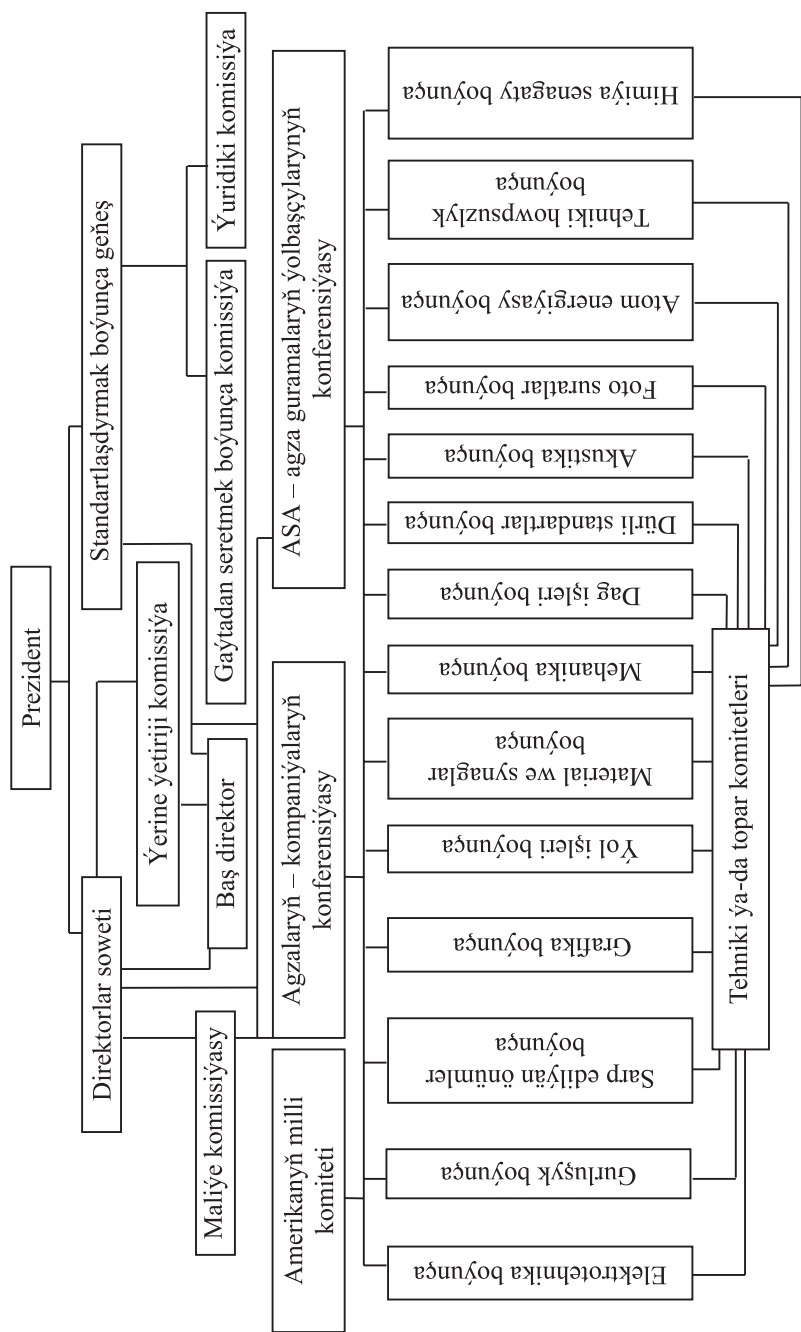 Prezident
Direktorlar soweti
Standartlaşdyrmak boýunça geňeş
Ýerine ýetiriji komissiýa
Maliýe komissiýasy
Baş direktor
Gaýtadan seretmek boýunça komissiýa
Ýuridiki komissiýa
Amerikanyň milli
komiteti
Agzalaryň – kompaniýalaryň
konferensiýasy
ASA – agza guramalaryň ýolbaşçylarynyň
konferensiýasy
Elektrotehnika boýunça
Gurluşyk boýunça
Sarp edilýän önümler
boýunça
Grafika boýunça
Ýol işleri boýunça
Material we synaglar
boýunça
Mehanika boýunça
Dag işleri boýunça
Dürli standartlar boýunça
Akustika boýunça
Foto suratlar boýunça
Atom energiýasy boýunça
Tehniki howpsuzlyk
boýunça
Himiýa senagaty boýunça
Tehniki ýa-da topar komitetleri